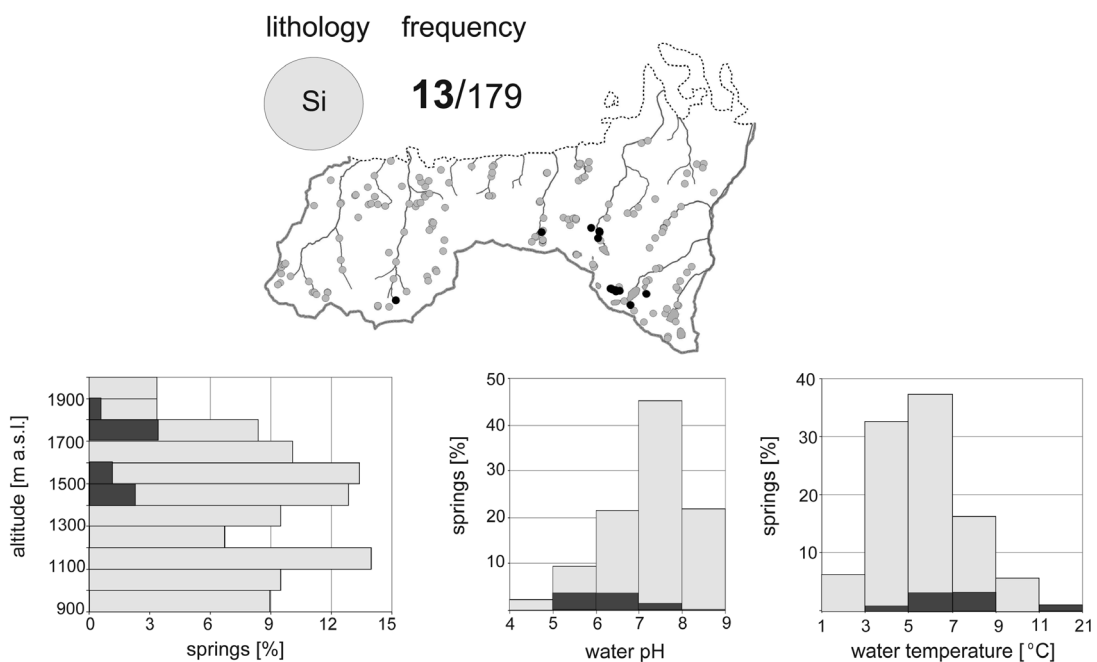 lithology frequency
Si 13/179
altitude [m a.s.l.]
1900
1700
1500
1300
1100
900
0 3 6 9 12 15
springs [%]
springs [%]
50
40
30
20
10
4 5 6 7 8 9
water pH
springs [%]
40
30
20
10
1 3 5 7 9 11 21
water temperature [°C]